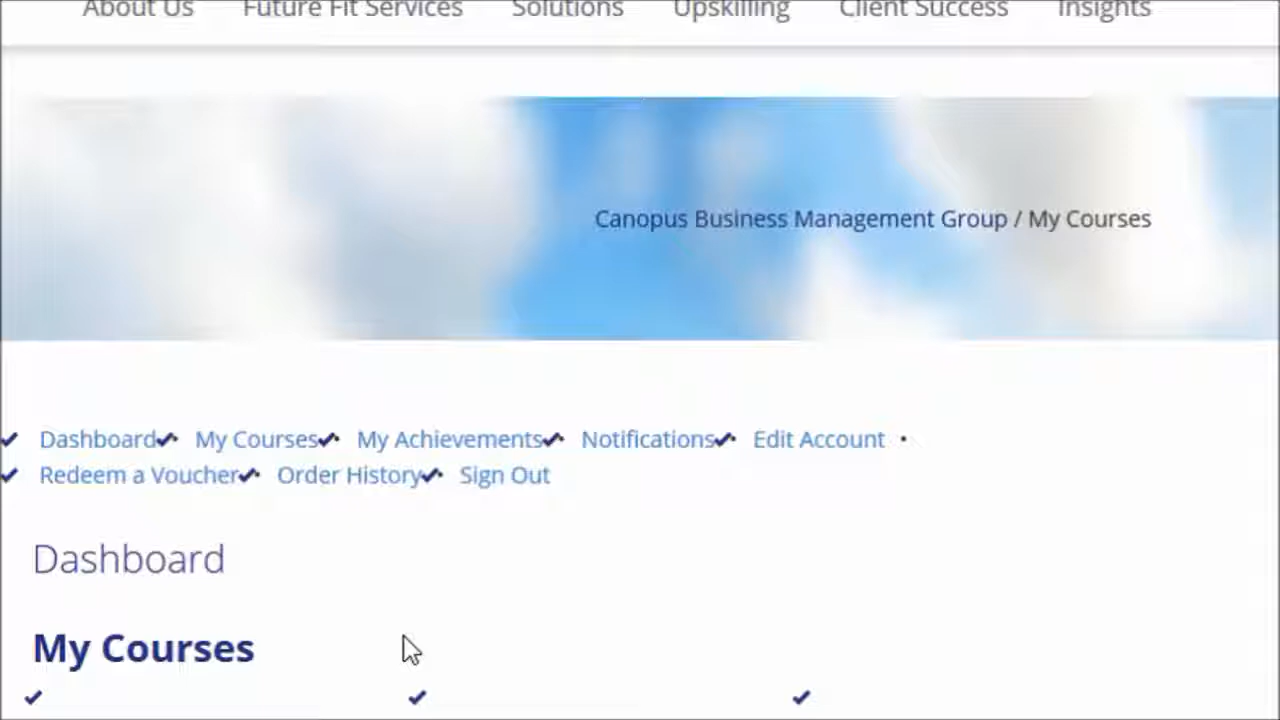 About Us Future Fit Services Solutions Upskilling Client Success Insights
Canopus Business Management Group / My Courses
Dashboard My Courses My Achievements Notifications Edit Account
Redeem a Voucher Order History Sign Out
Dashboard
My Courses